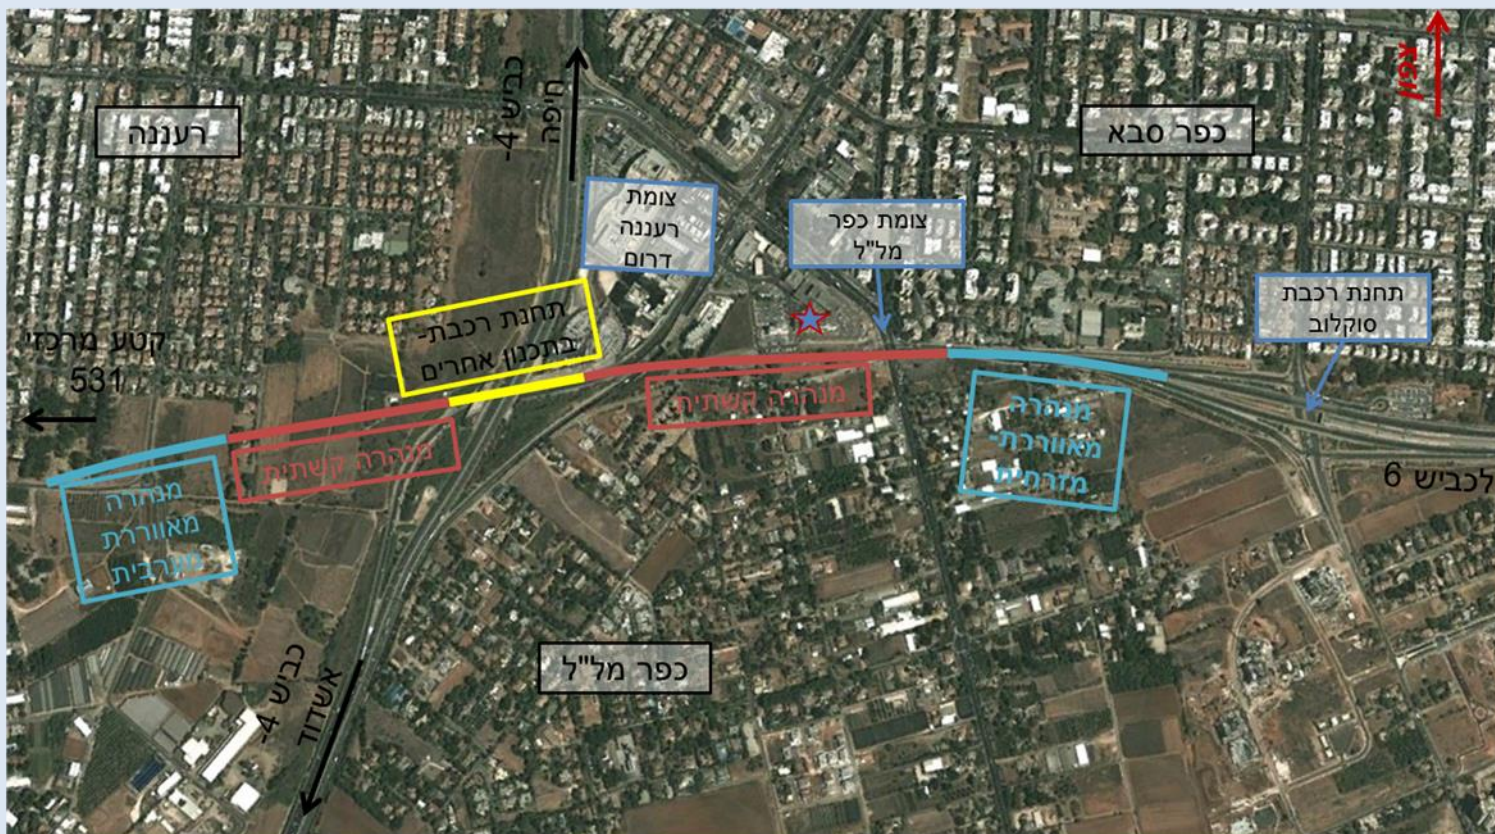 צפון
כביש 4-
חיפה
רעננה
כפר סבא
צומת
רעננה
דרום
צומת כפר
מל"ל
תחנת רכבת
סוקלוב
תחנת רכבת-
בתכנון אחרים
קטע מרכזי
531
מנהרה קשתית
מנהרה קשתית
מנהרה
מאווררת-
מזרחית
לכביש 6
מנהרה
מאווררת
מערבית
כפר מל"ל
כביש 4-
אשדוד